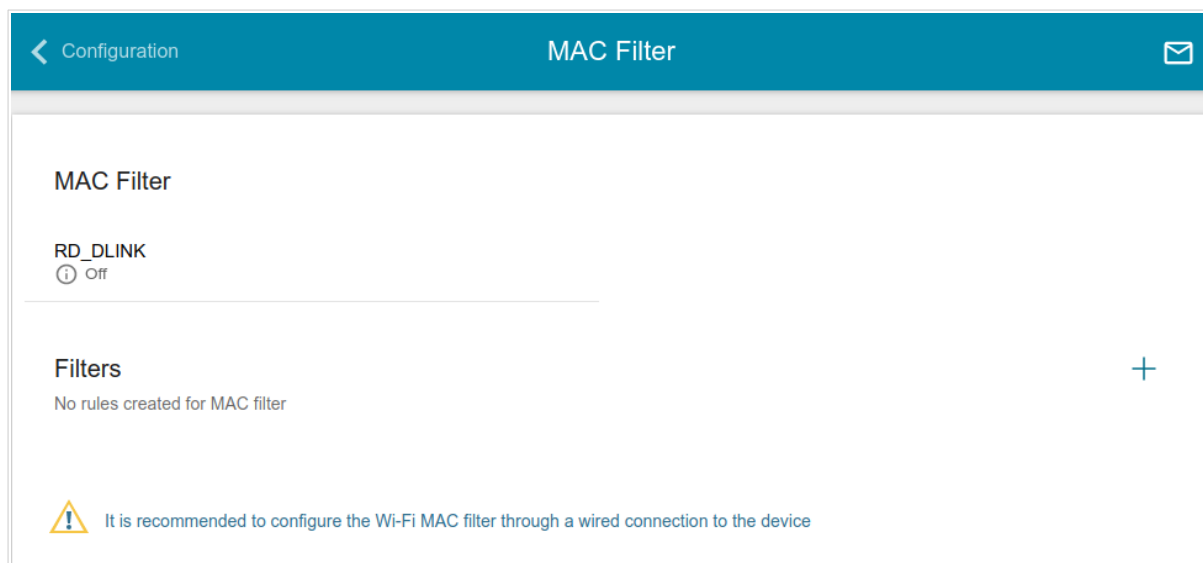 Configuration
MAC Filter
MAC Filter
RD_DLINK
Off
Filters
No rules created for MAC filter
It is recommended to configure the Wi-Fi MAC filter through a wired connection to the device